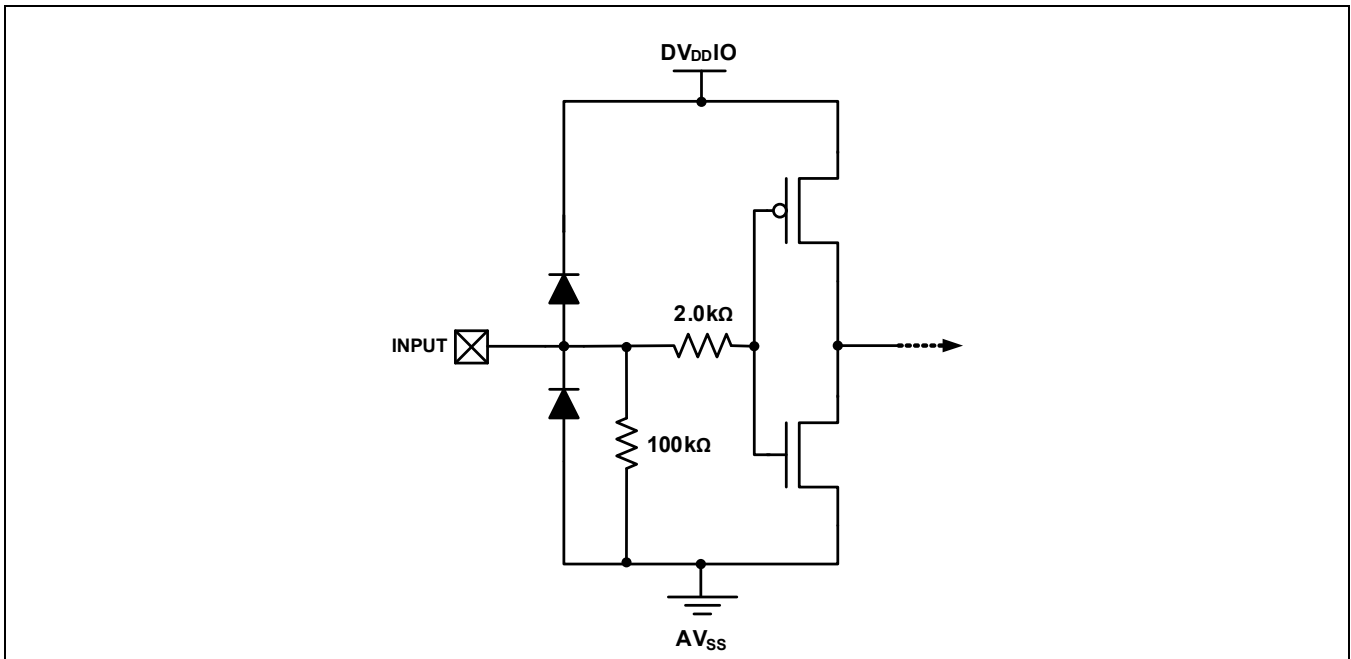 DVDDIO
2.0kΩ
INPUT
100kΩ
AVSS